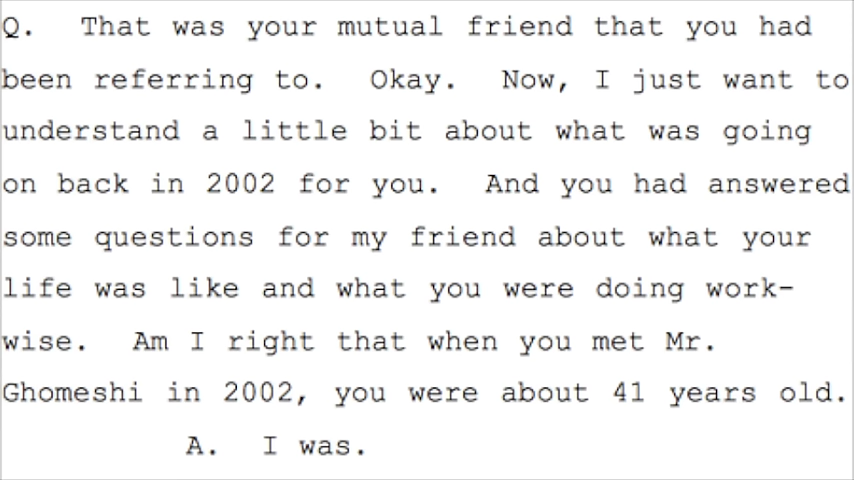 Q. That was your mutual friend that you had
been referring to. Okay. Now, I just want to
understand a little bit about what was going
on back in 2002 for you. And you had answered
some questions for my friend about what your
life was like and what you were doing work-
wise. Am I right that when you met Mr.
Ghomeshi in 2002, you were about 41 years old.
A. I was.